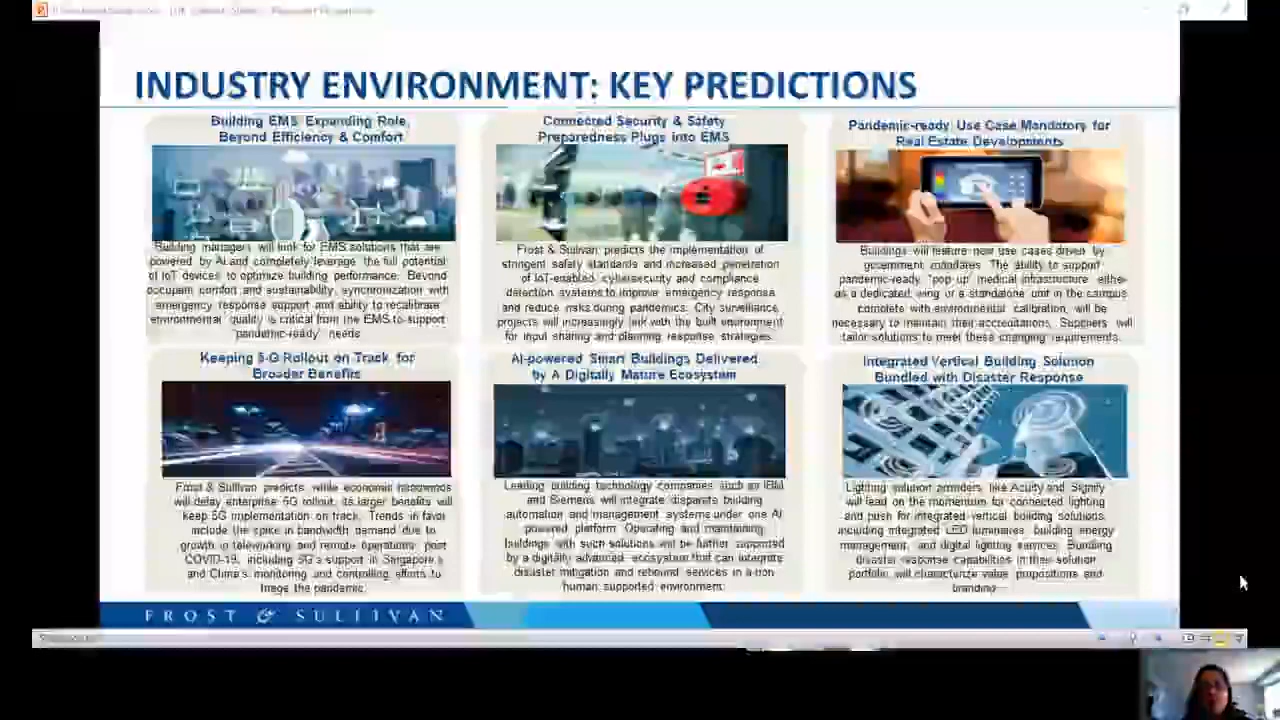 INDUSTRY ENVIRONMENT: KEY PREDICTIONS
Building EMS Expanding Role
Beyond Efficiency & Comfort
Building managers will look for EMS solutions that are
powered by AI and completely leverage the full potential
of IoT devices to optimize building performance. Beyond
occupant comfort and sustainability, synchronization with
emergency response support and ability to recalibrate
environmental quality is critical from the EMS to support
"pandemic-ready" needs
Connected Security & Safety
Preparedness Plugs into EMS
Frost & Sullivan predicts the implementation of
stringent safety standards and increased penetration
of IoT-enabled cybersecurity and compliance
detection systems to improve emergency response
and reduce risks during pandemics. City surveillance
projects will increasingly link with the built environment
for input sharing and planning response strategies.
Pandemic-ready Use Case Mandatory for
Real Estate Developments
Buildings will feature new use cases driven by
government mandates. The ability to support
pandemic-ready "pop up" medical infrastructure either
as a dedicated wing or a standalone unit in the campus
complete with environmental calibration, will be
necessary to maintain their accreditations. Suppliers will
tailor solutions to meet these changing requirements.
Keeping 5-G Rollout on Track for
Broader Benefits
Frost & Sullivan predicts while economic headwinds
will delay enterprise 5G rollout, its larger benefits will
keep 5G implementation on track. Trends in favor
include the spike in bandwidth demand due to
growth in teleworking and remote operations post
COVID-19, including 5G's support in Singapore's
and China's monitoring and controlling efforts to
triage the pandemic.
AI-powered Smart Buildings Delivered
by A Digitally Mature Ecosystem
Leading building technology companies such as IBM
and Siemens will integrate disparate building
automation and management systems under one AI
powered platform. Operating and maintaining
buildings with such solutions will be further supported
by a digitally advanced ecosystem that can integrate
disaster mitigation and rebound services in a non
human supported environment.
Integrated Vertical Building Solution
Bundled with Disaster Response
Lighting solution providers like Acuity and Signify
will lead on the momentum for connected lighting
and push for integrated vertical building solutions,
including integrated LED luminaires, building energy
management, and digital lighting services. Bundling
disaster response capabilities in their solution
portfolio will characterize value propositions and
branding.
FROST & SULLIVAN